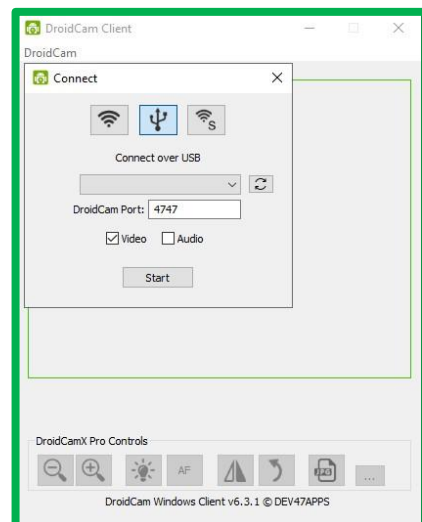 DroidCam Client
DroidCam
Connect
S
Connect over USB
DroidCam Port: 4747
Video Audio
Start
DroidCamX Pro Controls
AF
JPG
...
DroidCam Windows Client v6.3.1 © DEV47APPS